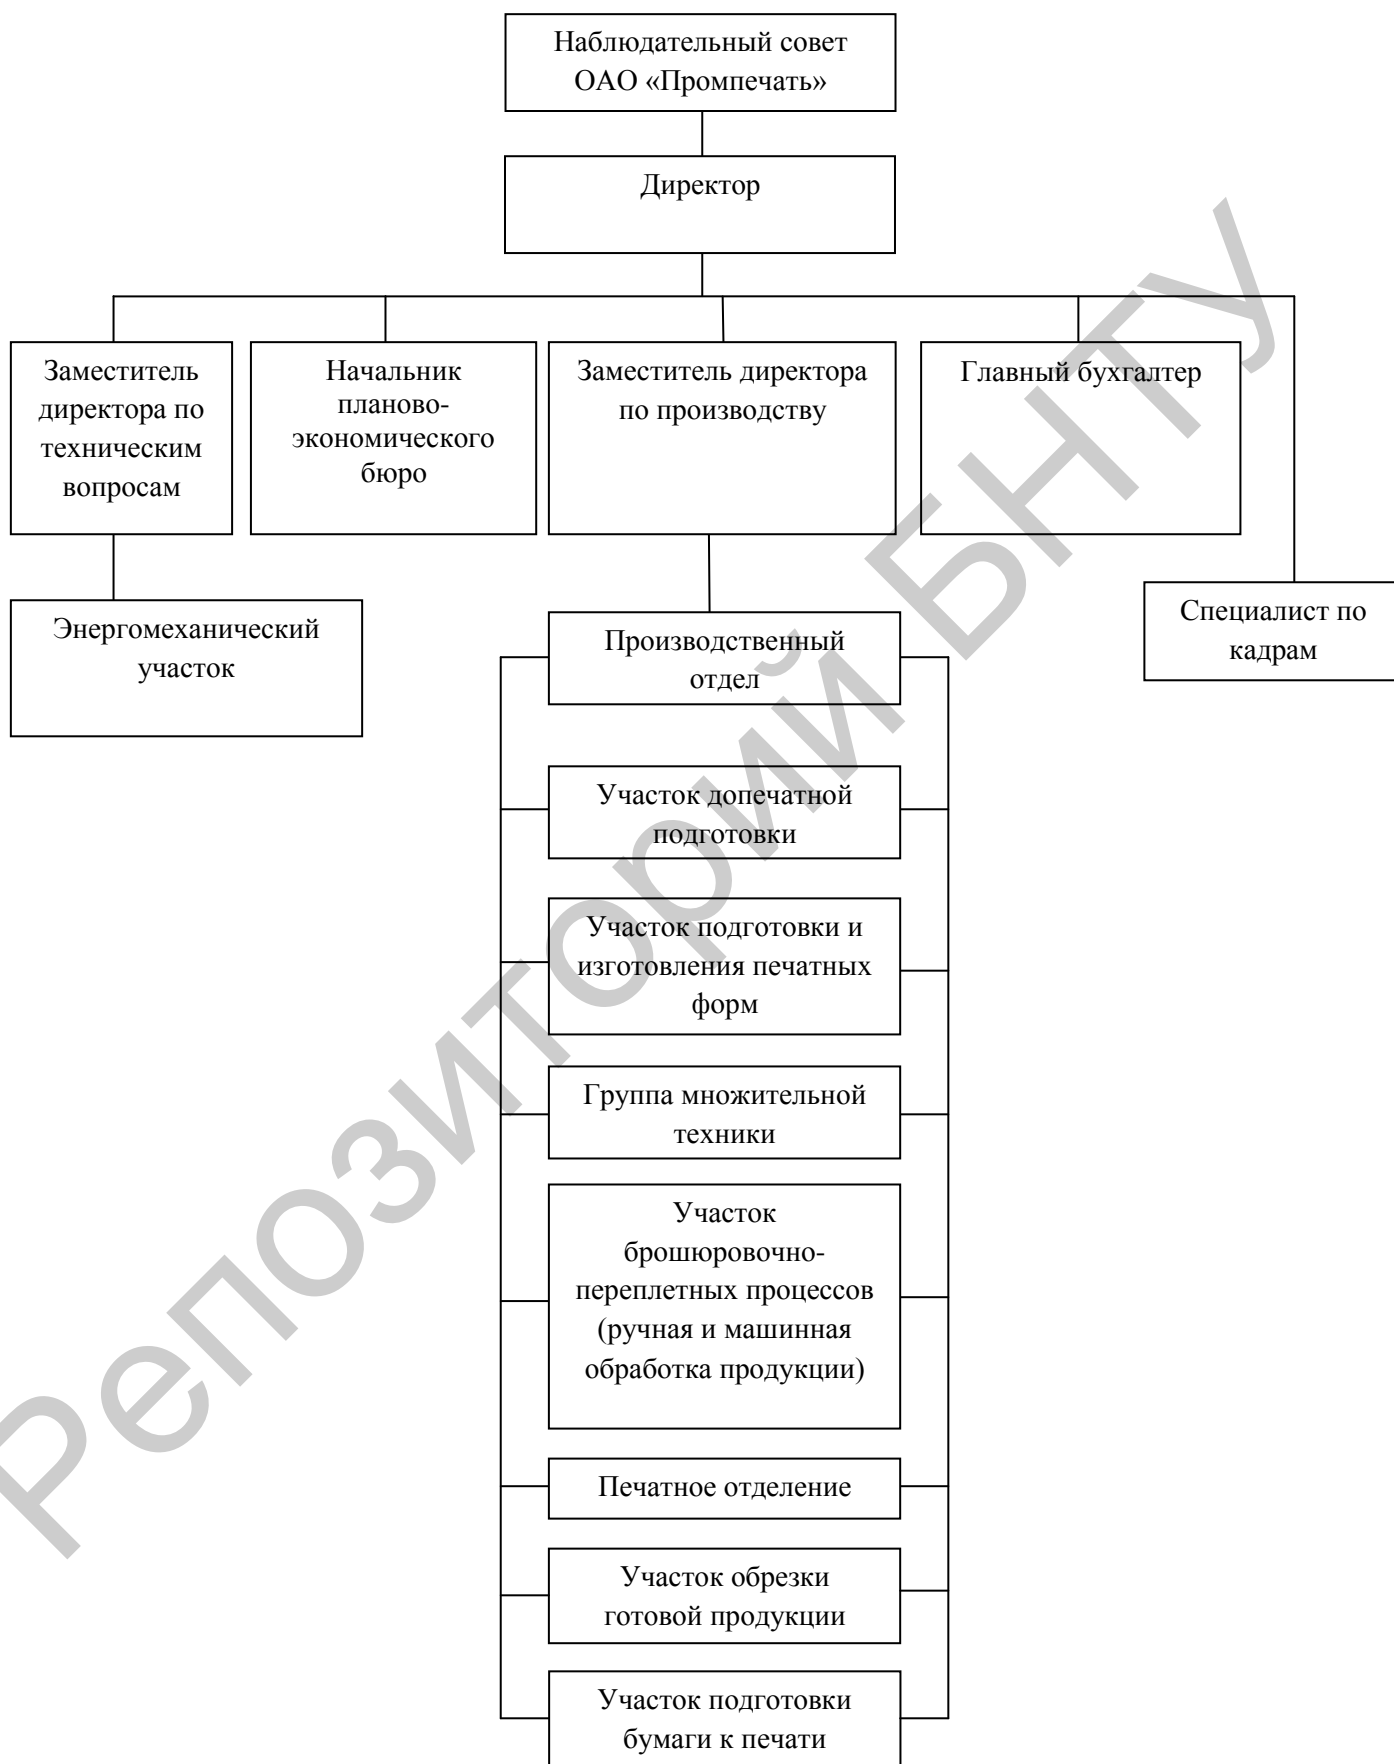 Наблюдательный совет
ОАО «Промпечать»
Директор
Заместитель
директора по
техническим
вопросам
Начальник
планово-
экономического
бюро
Заместитель директора
по производству
Главный бухгалтер
Энергомеханический
участок
Производственный
отдел
Специалист по
кадрам
Участок допечатной
подготовки
Участок подготовки и
изготовления печатных
форм
Группа множительной
техники
Участок
брошюровочно-
переплетных процессов
(ручная и машинная
обработка продукции)
Печатное отделение
Участок обрезки
готовой продукции
Участок подготовки
бумаги к печати
Репозиторий БНТУ